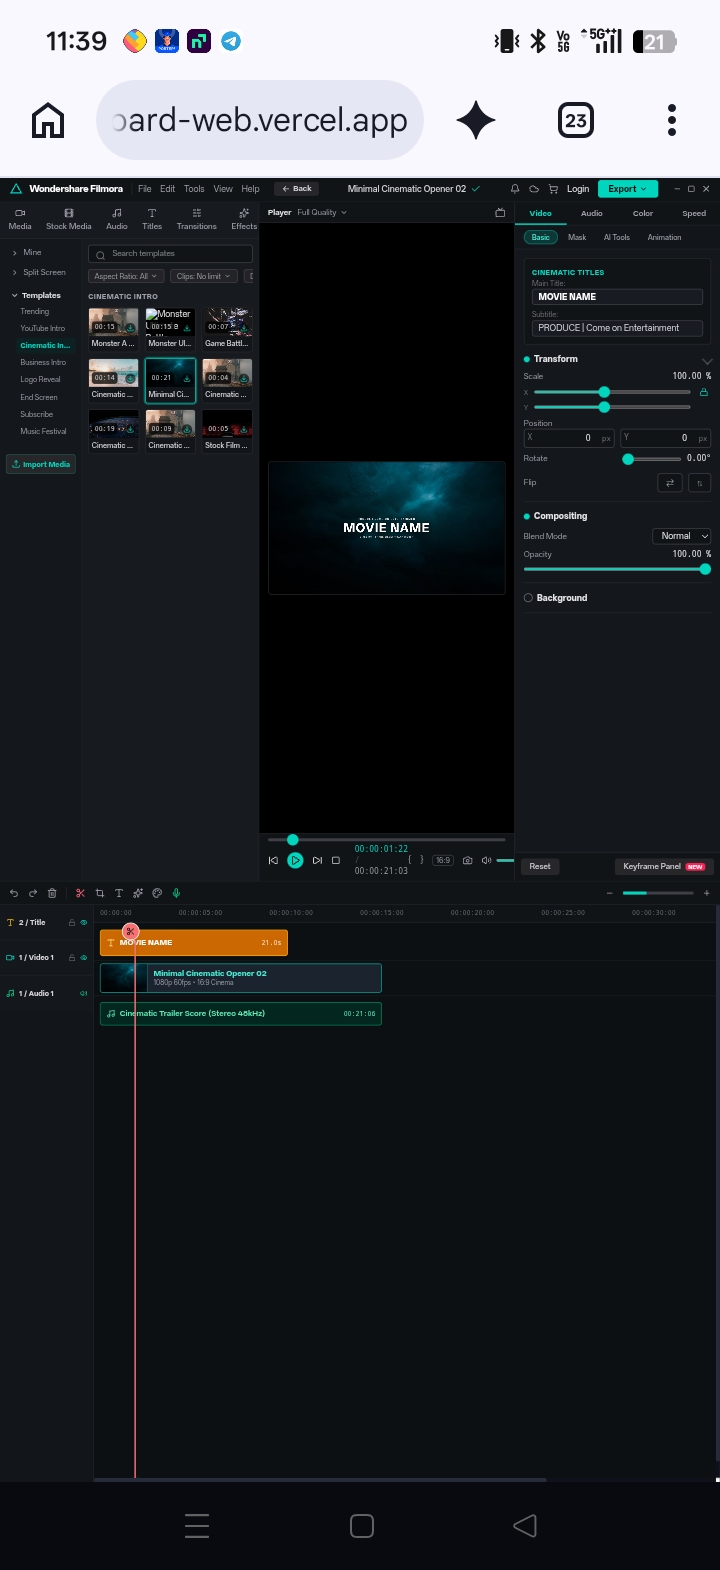 11:39
Vo 5G
5G++
21
oard-web.vercel.app
23
Wondershare Filmora File Edit Tools View Help Back Minimal Cinematic Opener 02 Login Export
Media Stock Media Audio Titles Transitions Effects
Player Full Quality
Video Audio Color Speed
Basic Mask AI Tools Animation
Mine
Split Screen
Templates
Trending
YouTube Intro
Cinematic In...
Business Intro
Logo Reveal
End Screen
Subscribe
Music Festival
Import Media
Search templates
Aspect Ratio: All Clips: No limit
CINEMATIC INTRO
00:15 00:15 00:07
Monster A ... Monster Ul... Game Battl...
00:14 00:21 00:04
Cinematic ... Minimal Ci... Cinematic ...
00:19 00:09 00:05
Cinematic ... Cinematic ... Stock Film ...
MOVIE NAME
00:00:01:22
/
00:00:21:03
{ } 16:9
CINEMATIC TITLES
Main Title:
MOVIE NAME
Subtitle:
PRODUCE | Come on Entertainment
Transform
Scale 100.00 %
X
Y
Position
X 0 px Y 0 px
Rotate 0.00°
Flip
Compositing
Blend Mode Normal
Opacity 100.00 %
Background
Reset Keyframe Panel NEW
00:00:00 00:00:05:00 00:00:10:00 00:00:15:00 00:00:20:00 00:00:25:00 00:00:30:00
2 / Title
MOVIE NAME 21.0s
1 / Video 1
Minimal Cinematic Opener 02
1080p 60fps • 16:9 Cinema
1 / Audio 1
Cinematic Trailer Score (Stereo 48kHz) 00:21:06